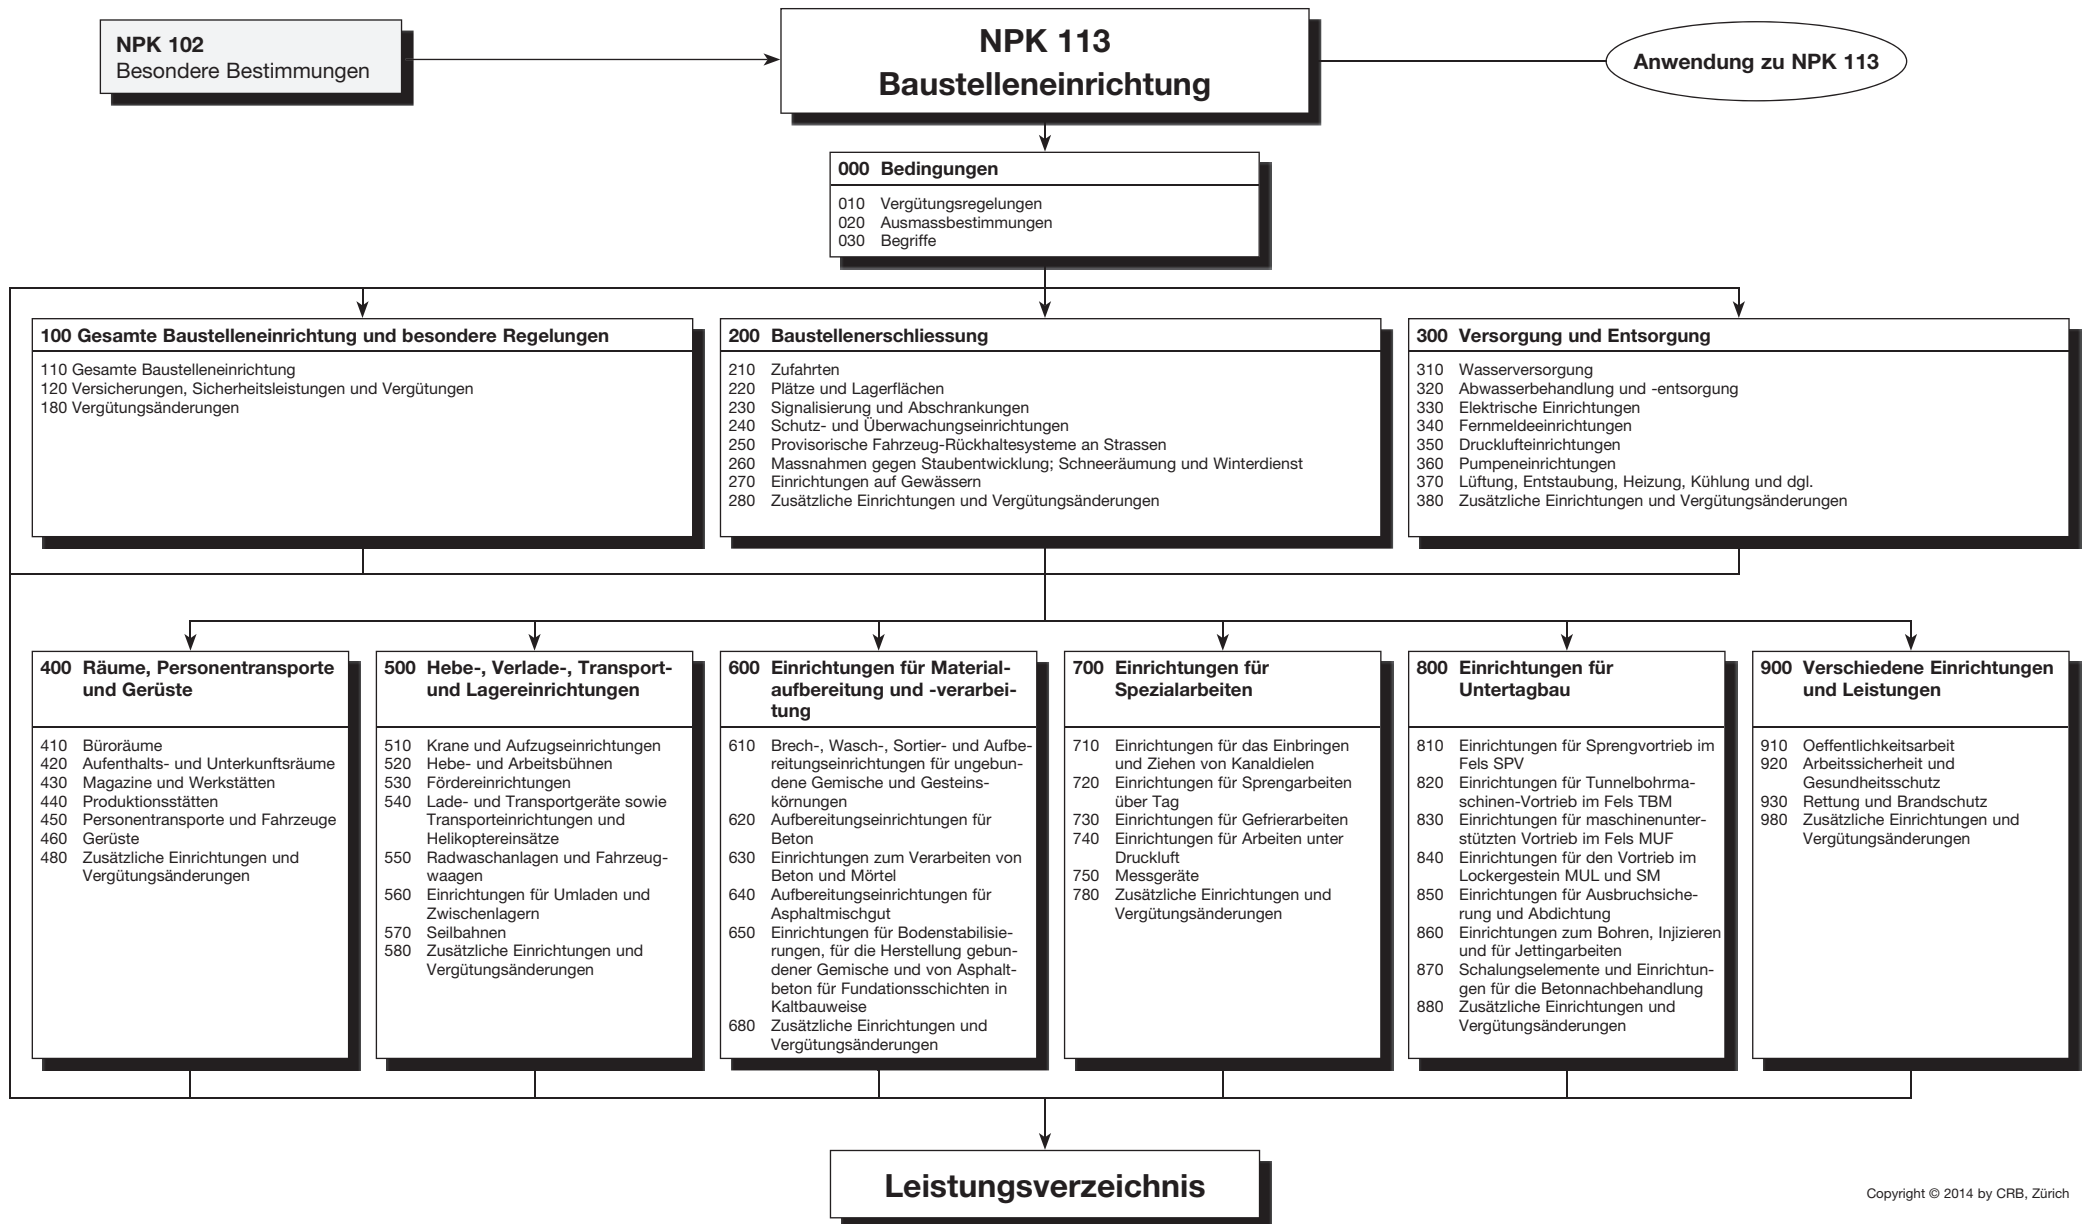 NPK 102
Besondere Bestimmungen
NPK 113
Baustelleneinrichtung
Anwendung zu NPK 113
000 Bedingungen
010 Vergütungsregelungen
020 Ausmassbestimmungen
030 Begriffe
100 Gesamte Baustelleneinrichtung und besondere Regelungen
110 Gesamte Baustelleneinrichtung
120 Versicherungen, Sicherheitsleistungen und Vergütungen
180 Vergütungsänderungen
200 Baustellenerschliessung
210 Zufahrten
220 Plätze und Lagerflächen
230 Signalisierung und Abschrankungen
240 Schutz- und Überwachungseinrichtungen
250 Provisorische Fahrzeug-Rückhaltesysteme an Strassen
260 Massnahmen gegen Staubentwicklung; Schneeräumung und Winterdienst
270 Einrichtungen auf Gewässern
280 Zusätzliche Einrichtungen und Vergütungsänderungen
300 Versorgung und Entsorgung
310 Wasserversorgung
320 Abwasserbehandlung und -entsorgung
330 Elektrische Einrichtungen
340 Fernmeldeeinrichtungen
350 Drucklufteinrichtungen
360 Pumpeneinrichtungen
370 Lüftung, Entstaubung, Heizung, Kühlung und dgl.
380 Zusätzliche Einrichtungen und Vergütungsänderungen
400 Räume, Personentransporte
und Gerüste
410 Büroräume
420 Aufenthalts- und Unterkunftsräume
430 Magazine und Werkstätten
440 Produktionsstätten
450 Personentransporte und Fahrzeuge
460 Gerüste
480 Zusätzliche Einrichtungen und
Vergütungsänderungen
500 Hebe-, Verlade-, Transport-
und Lagereinrichtungen
510 Krane und Aufzugseinrichtungen
520 Hebe- und Arbeitsbühnen
530 Fördereinrichtungen
540 Lade- und Transportgeräte sowie
Transporteinrichtungen und
Helikoptereinsätze
550 Radwaschanlagen und Fahrzeug-
waagen
560 Einrichtungen für Umladen und
Zwischenlagern
570 Seilbahnen
580 Zusätzliche Einrichtungen und
Vergütungsänderungen
600 Einrichtungen für Material-
aufbereitung und -verarbei-
tung
610 Brech-, Wasch-, Sortier- und Aufbe-
reitungseinrichtungen für ungebun-
dene Gemische und Gesteins-
körnungen
620 Aufbereitungseinrichtungen für
Beton
630 Einrichtungen zum Verarbeiten von
Beton und Mörtel
640 Aufbereitungseinrichtungen für
Asphaltmischgut
650 Einrichtungen für Bodenstabilisie-
rungen, für die Herstellung gebun-
dener Gemische und von Asphalt-
beton für Fundationsschichten in
Kaltbauweise
680 Zusätzliche Einrichtungen und
Vergütungsänderungen
700 Einrichtungen für
Spezialarbeiten
710 Einrichtungen für das Einbringen
und Ziehen von Kanaldielen
720 Einrichtungen für Sprengarbeiten
über Tag
730 Einrichtungen für Gefrierarbeiten
740 Einrichtungen für Arbeiten unter
Druckluft
750 Messgeräte
780 Zusätzliche Einrichtungen und
Vergütungsänderungen
800 Einrichtungen für
Untertagbau
810 Einrichtungen für Sprengvortrieb im
Fels SPV
820 Einrichtungen für Tunnelbohrma-
schinen-Vortrieb im Fels TBM
830 Einrichtungen für maschinenunter-
stützten Vortrieb im Fels MUF
840 Einrichtungen für den Vortrieb im
Lockergestein MUL und SM
850 Einrichtungen für Ausbruchsiche-
rung und Abdichtung
860 Einrichtungen zum Bohren, Injizieren
und für Jettingarbeiten
870 Schalungselemente und Einrichtun-
gen für die Betonnachbehandlung
880 Zusätzliche Einrichtungen und
Vergütungsänderungen
900 Verschiedene Einrichtungen
und Leistungen
910 Oeffentlichkeitsarbeit
920 Arbeitssicherheit und
Gesundheitsschutz
930 Rettung und Brandschutz
980 Zusätzliche Einrichtungen und
Vergütungsänderungen
Leistungsverzeichnis
Copyright © 2014 by CRB, Zürich